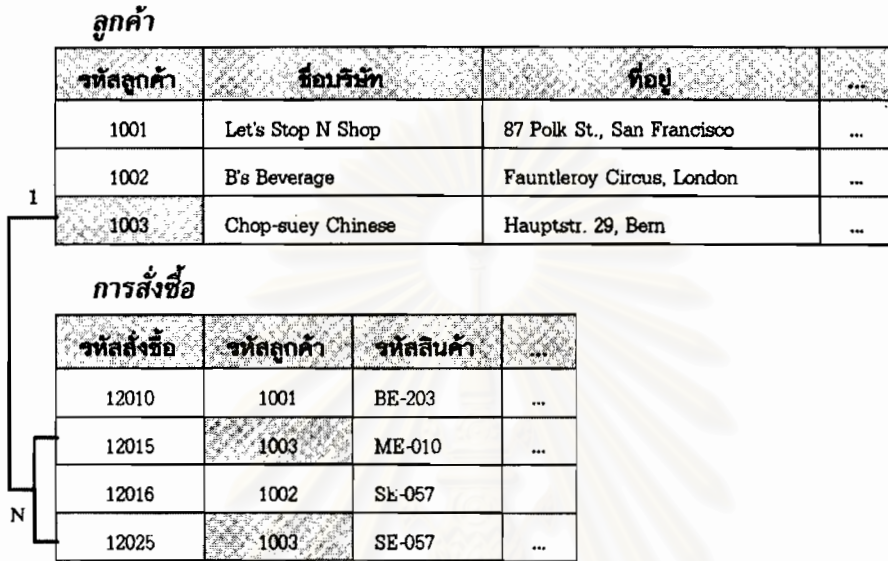 ลูกค้า
รหัสลูกค้า ชื่อบริษัท ที่อยู่ ...
1001 Let's Stop N Shop 87 Polk St., San Francisco ...
1002 B's Beverage Fauntleroy Circus, London ...
1
1003 Chop-suey Chinese Hauptstr. 29, Bern ...
การสั่งซื้อ
รหัสสั่งซื้อ รหัสลูกค้า รหัสสินค้า ...
12010 1001 BE-203 ...
12015 1003 ME-010 ...
12016 1002 SE-057
N
12025 1003 SE-057 ...